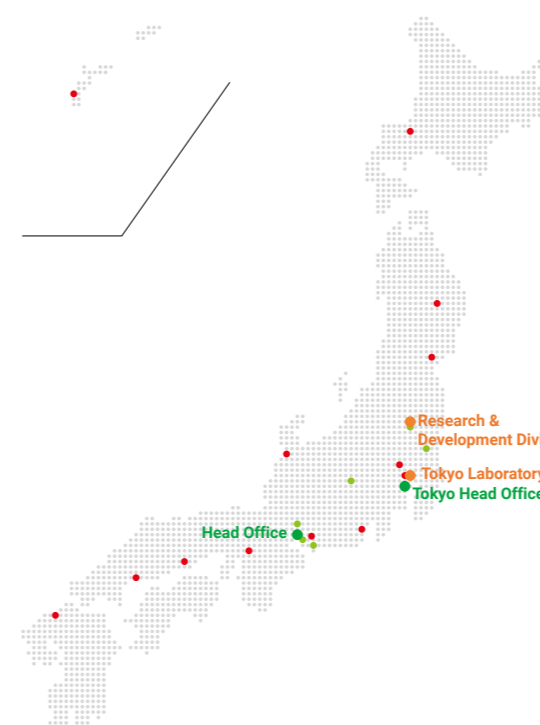 Research &
Development Divi
Tokyo Laboratory
Tokyo Head Office
Head Office